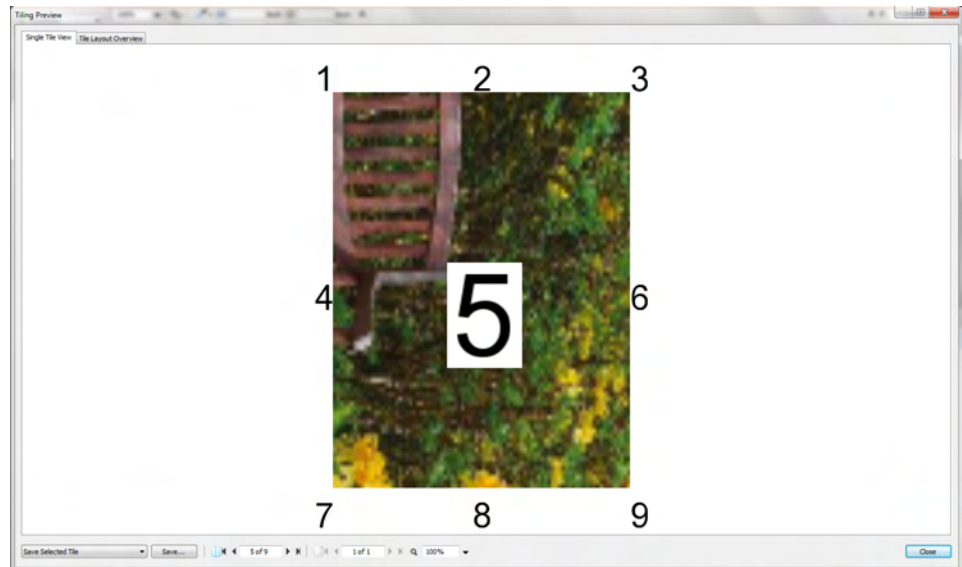 Tiling Preview
Single Tile View Tile Layout Overview
1 2 3
4 5 6
7 8 9
Save Selected Tile Save... 5 of 9 1 of 1 100% Close